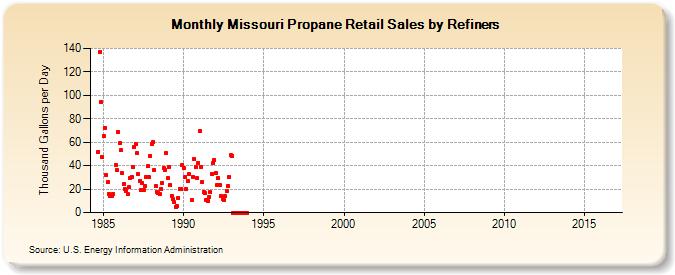 Monthly Missouri Propane Retail Sales by Refiners
Thousand Gallons per Day
140
120
100
80
60
40
20
0
1985 1990 1995 2000 2005 2010 2015
Source: U.S. Energy Information Administration